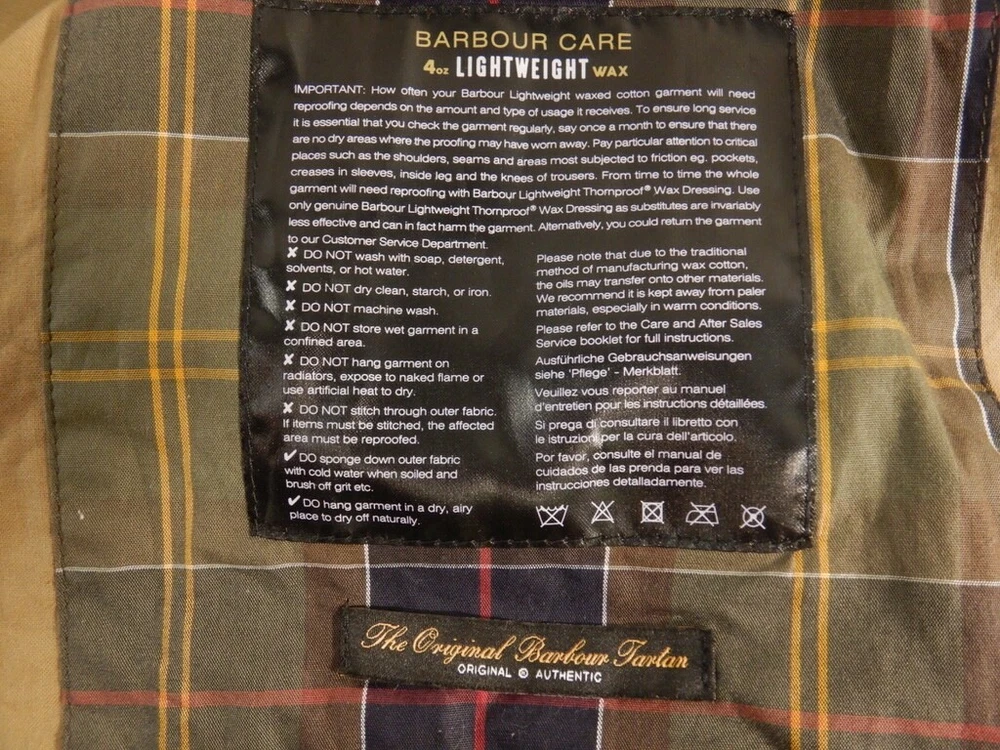 BARBOUR CARE
4oz LIGHTWEIGHT WAX
IMPORTANT: How often your Barbour Lightweight waxed cotton garment will need
reproofing depends on the amount and type of usage it receives. To ensure long service
it is essential that you check the garment regularly, say once a month to ensure that there
are no dry areas where the proofing may have worn away. Pay particular attention to critical
places such as the shoulders, seams and areas most subjected to friction eg. pockets,
creases in sleeves, inside leg and the knees of trousers. From time to time the whole
garment will need reproofing with Barbour Lightweight Thornproof® Wax Dressing. Use
only genuine Barbour Lightweight Thornproof® Wax Dressing as substitutes are invariably
less effective and can in fact harm the garment. Alternatively, you could return the garment
to our Customer Service Department.
✘ DO NOT wash with soap, detergent,
solvents, or hot water.
✘ DO NOT dry clean, starch, or iron.
✘ DO NOT machine wash.
✘ DO NOT store wet garment in a
confined area.
✘ DO NOT hang garment on
radiators, expose to naked flame or
use artificial heat to dry.
✘ DO NOT stitch through outer fabric.
If items must be stitched, the affected
area must be reproofed.
✔ DO sponge down outer fabric
with cold water when soiled and
brush off grit etc.
✔ DO hang garment in a dry, airy
place to dry off naturally.
Please note that due to the traditional
method of manufacturing wax cotton,
the oils may transfer onto other materials.
We recommend it is kept away from paler
materials, especially in warm conditions.
Please refer to the Care and After Sales
Service booklet for full instructions.
Ausführliche Gebrauchsanweisungen
siehe 'Pflege' - Merkblatt.
Veuillez vous reporter au manuel
d'entretien pour les instructions détaillées.
Si prega di consultare il libretto con
le istruzioni per la cura dell'articolo.
Por favor, consulte el manual de
cuidados de las prenda para ver las
instrucciones detalladamente.
The Original Barbour Tartan
ORIGINAL & AUTHENTIC